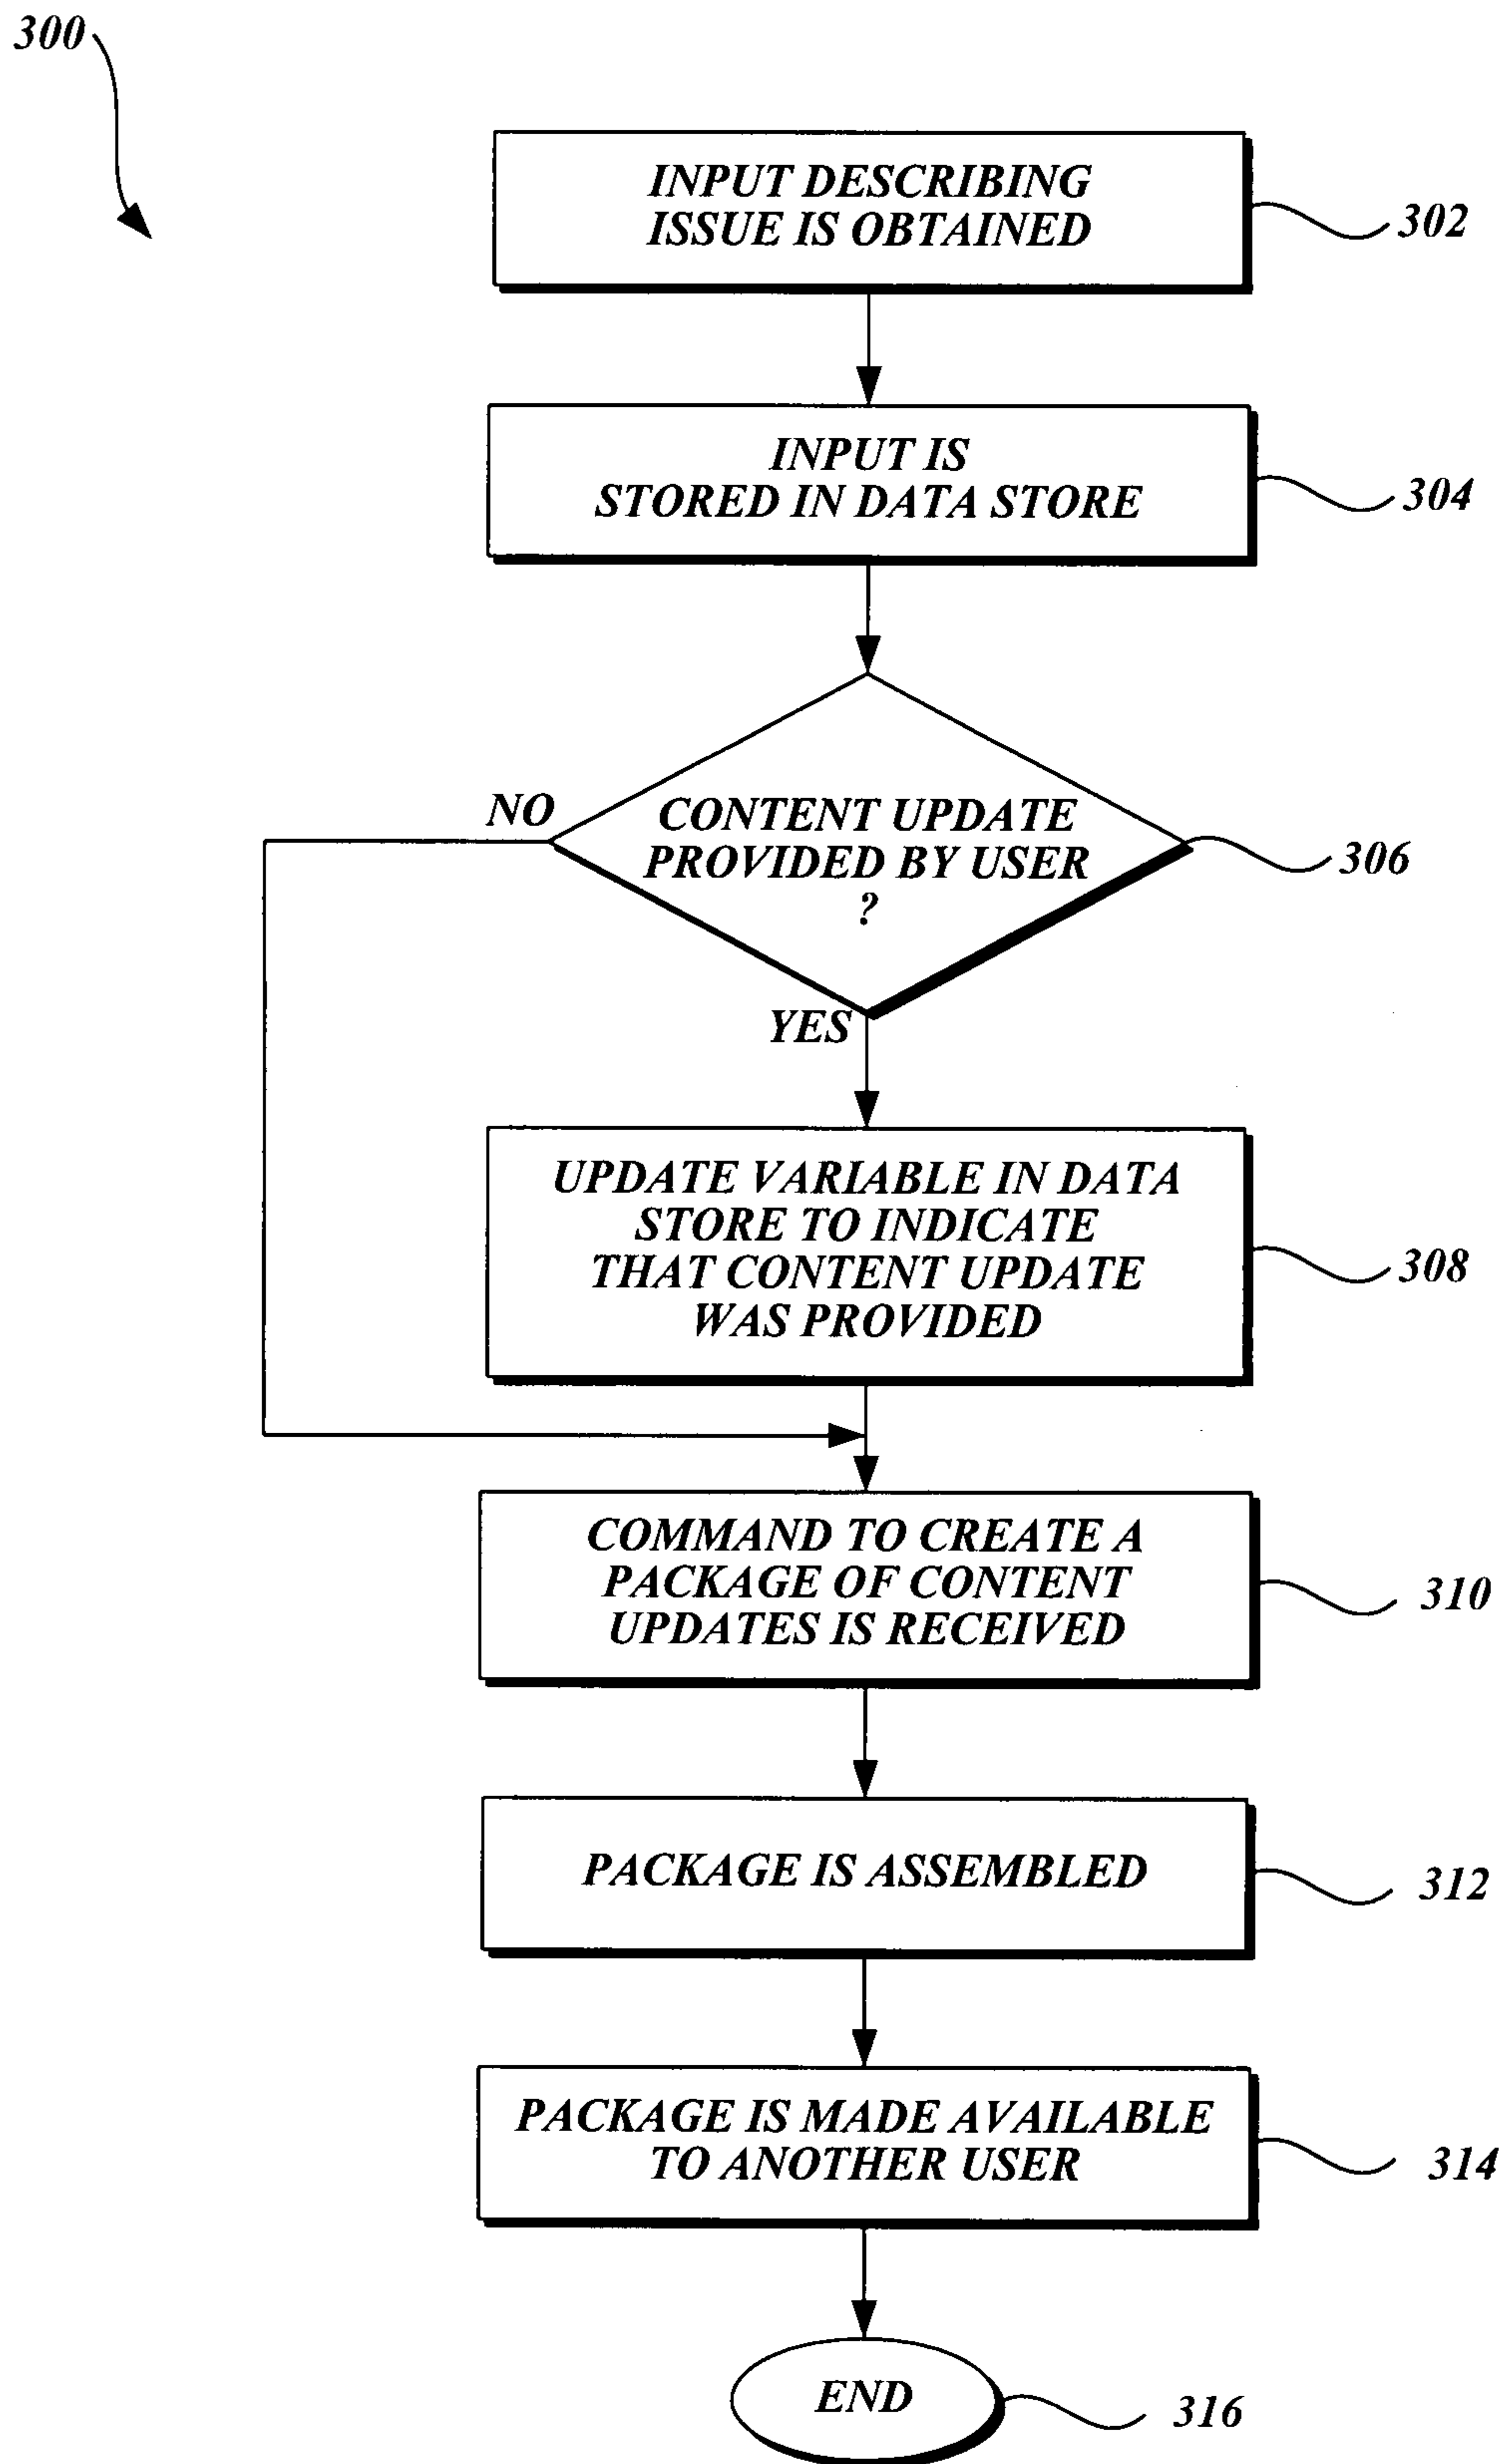 300
INPUT DESCRIBING
ISSUE IS OBTAINED
302
INPUT IS
STORED IN DATA STORE
304
NO
CONTENT UPDATE
PROVIDED BY USER
?
306
YES
UPDATE VARIABLE IN DATA
STORE TO INDICATE
THAT CONTENT UPDATE
WAS PROVIDED
308
COMMAND TO CREATE A
PACKAGE OF CONTENT
UPDATES IS RECEIVED
310
PACKAGE IS ASSEMBLED
312
PACKAGE IS MADE AVAILABLE
TO ANOTHER USER
314
END
316